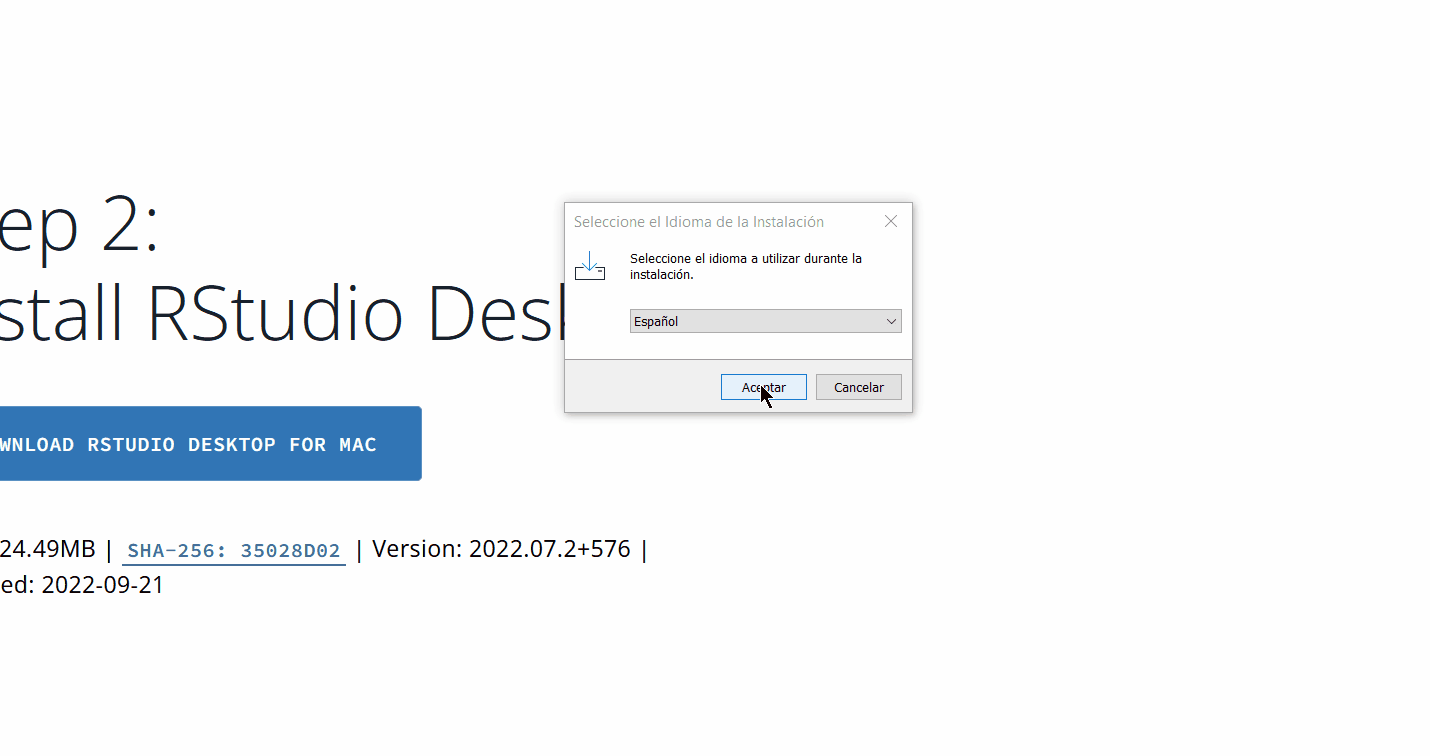 ep 2:
stall RStudio Desk
WNLOAD RSTUDIO DESKTOP FOR MAC
24.49MB | SHA-256: 35028D02 | Version: 2022.07.2+576 |
ed: 2022-09-21
Seleccione el Idioma de la Instalación
Seleccione el idioma a utilizar durante la
instalación.
Español
Aceptar
Cancelar